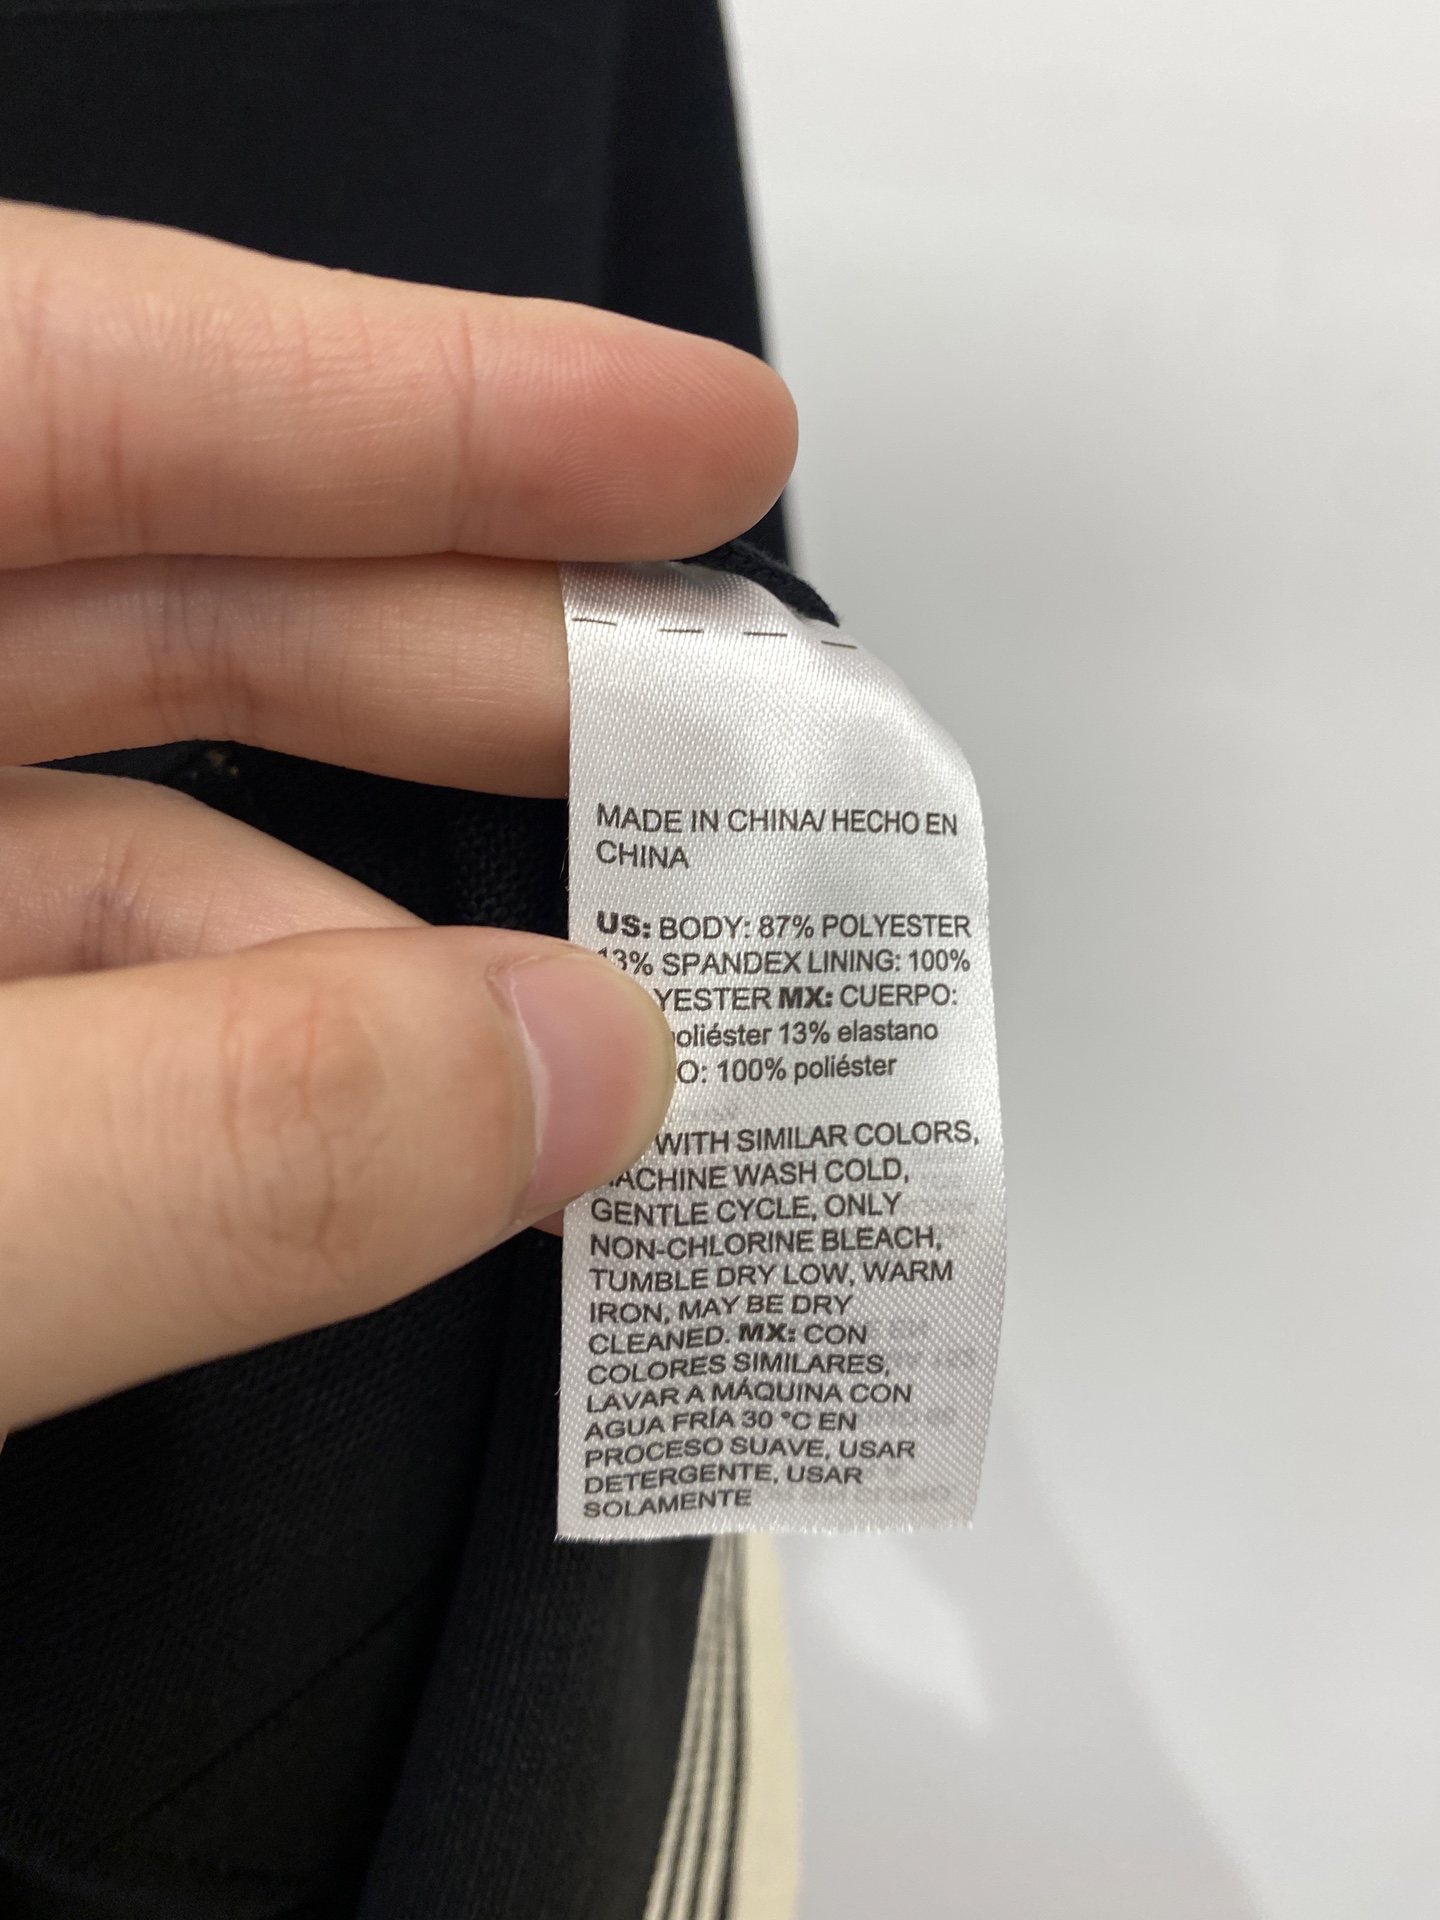 MADE IN CHINA/ HECHO EN
CHINA
US: BODY: 87% POLYESTER
13% SPANDEX LINING: 100%
YESTER MX: CUERPO:
oliéster 13% elastano
O: 100% poliéster
WITH SIMILAR COLORS,
MACHINE WASH COLD,
GENTLE CYCLE, ONLY
NON-CHLORINE BLEACH,
TUMBLE DRY LOW, WARM
IRON, MAY BE DRY
CLEANED. MX: CON
COLORES SIMILARES,
LAVAR A MÁQUINA CON
AGUA FRÍA 30 °C EN
PROCESO SUAVE, USAR
DETERGENTE, USAR
SOLAMENTE